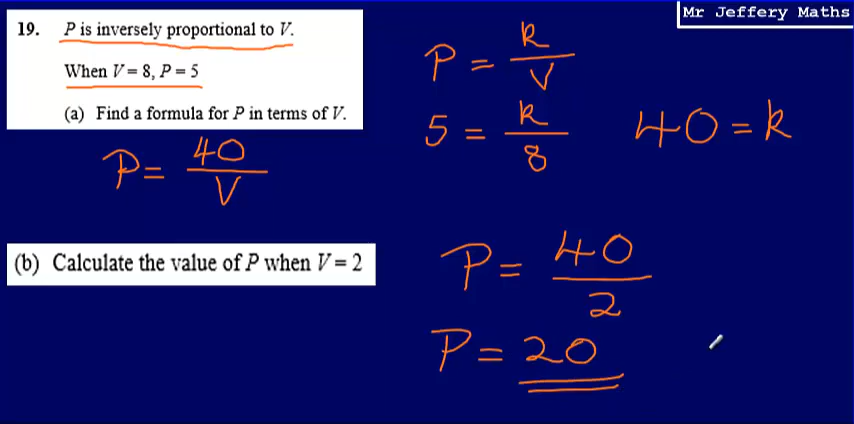 Mr Jeffery Maths
19. P is inversely proportional to V.
When V = 8, P = 5
(a) Find a formula for P in terms of V.
P = 40/V
P = k/V
5 = k/8
40 = k
(b) Calculate the value of P when V = 2
P = 40/2
P = 20